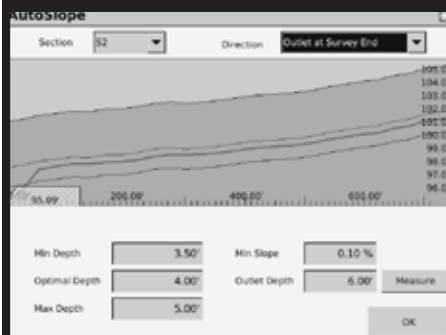 AutoSlope
Section S2 Direction Outlet at Survey End
105.0
104.0
103.0
102.0
101.0
100.0
99.0
98.0
97.0
96.0
95.09' 200.00' 400.00' 600.00'
Min Depth 3.50' Min Slope 0.10 %
Optimal Depth 4.00' Outlet Depth 6.00' Measure
Max Depth 5.00'
OK